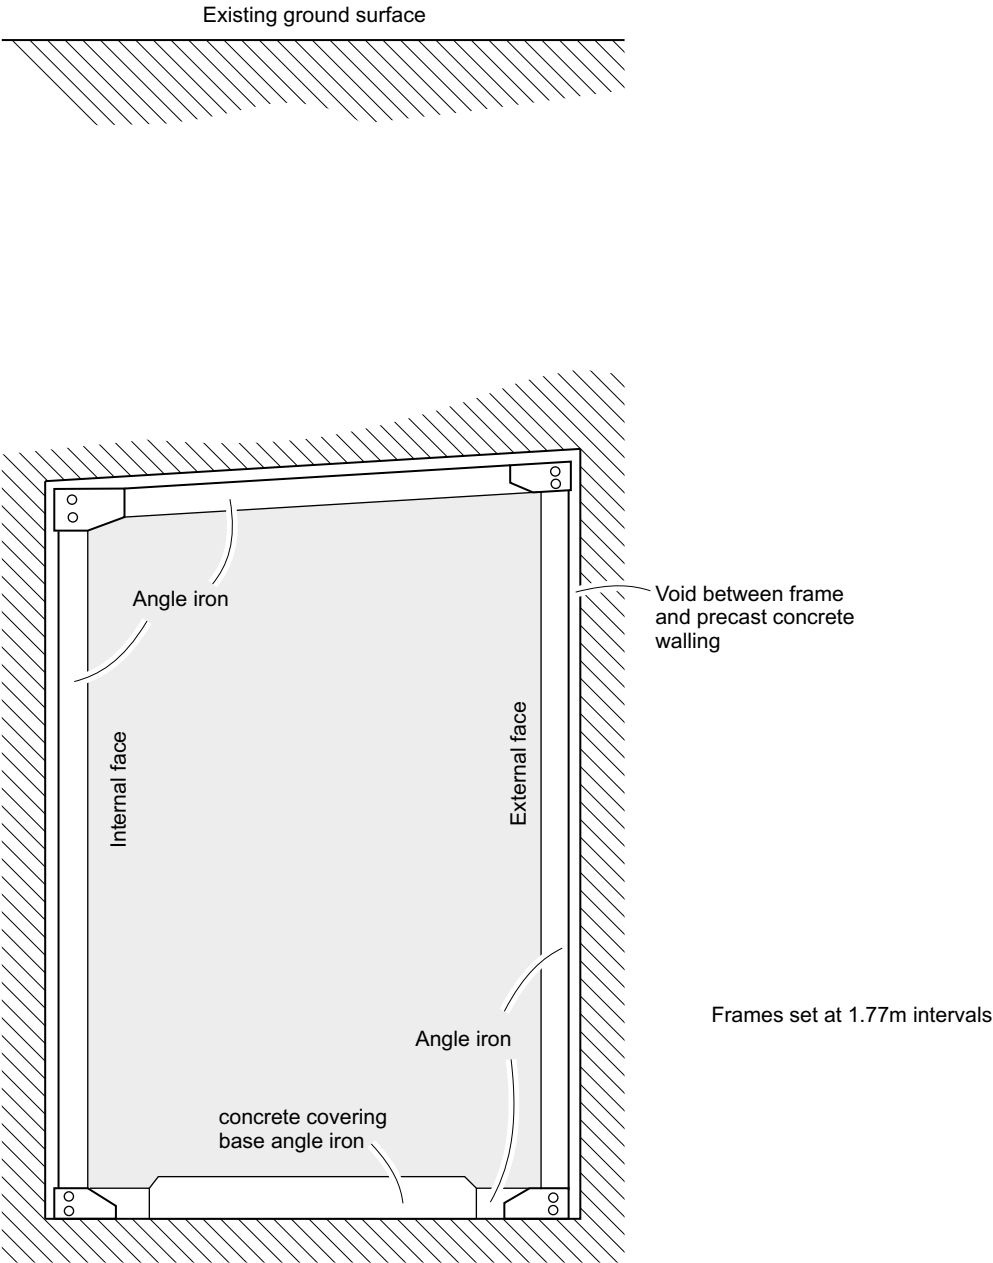 Existing ground surface
Angle iron
Void between frame
and precast concrete
walling
Internal face
External face
Frames set at 1.77m intervals
Angle iron
concrete covering
base angle iron